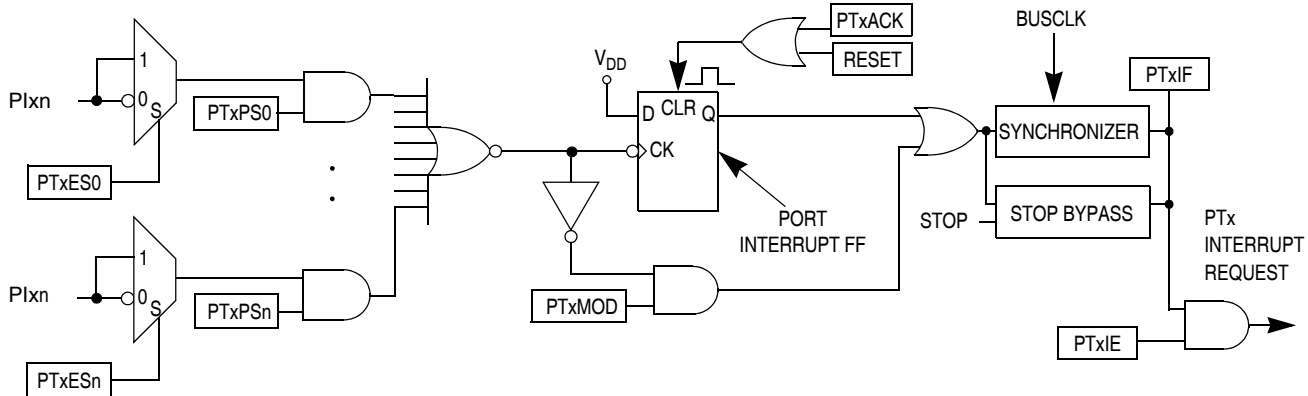 BUSCLK
PTxACK
RESET
PTxIF
VDD
PIxn
1
0
S
PTxPS0
D CLR Q
CK
SYNCHRONIZER
PTxES0
STOP
STOP BYPASS
PORT
INTERRUPT FF
PTx
INTERRUPT
REQUEST
PIxn
1
0
S
PTxPSn
PTxMOD
PTxIE
PTxESn